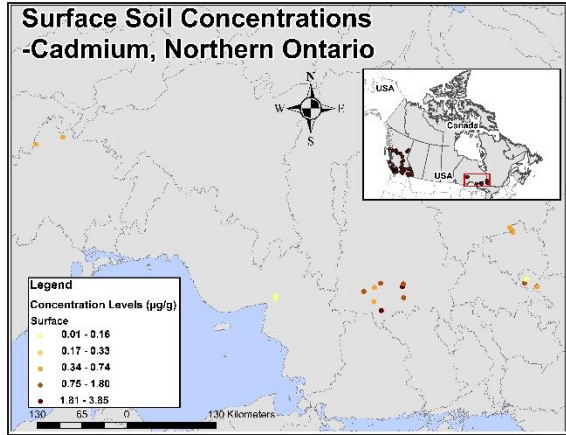 Surface Soil Concentrations
-Cadmium, Northern Ontario
N
W E
S
USA
Canada
USA
Legend
Concentration Levels (µg/g)
Surface
0.01 - 0.16
0.17 - 0.33
0.34 - 0.74
0.75 - 1.80
1.81 - 3.85
130 65 0 130 Kilometers